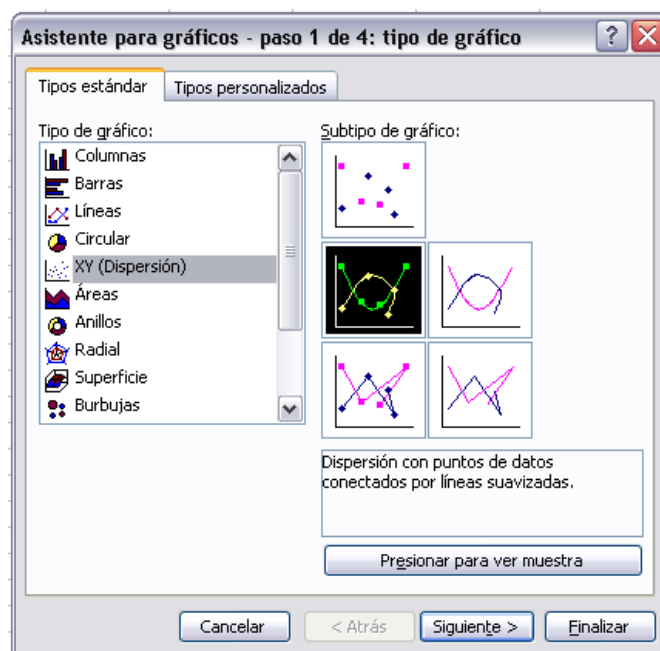 Asistente para gráficos - paso 1 de 4: tipo de gráfico
Tipos estándar
Tipos personalizados
Tipo de gráfico:
Columnas
Barras
Líneas
Circular
XY (Dispersión)
Áreas
Anillos
Radial
Superficie
Burbujas
Subtipo de gráfico:
Dispersión con puntos de datos
conectados por líneas suavizadas.
Presionar para ver muestra
Cancelar
< Atrás
Siguiente >
Finalizar